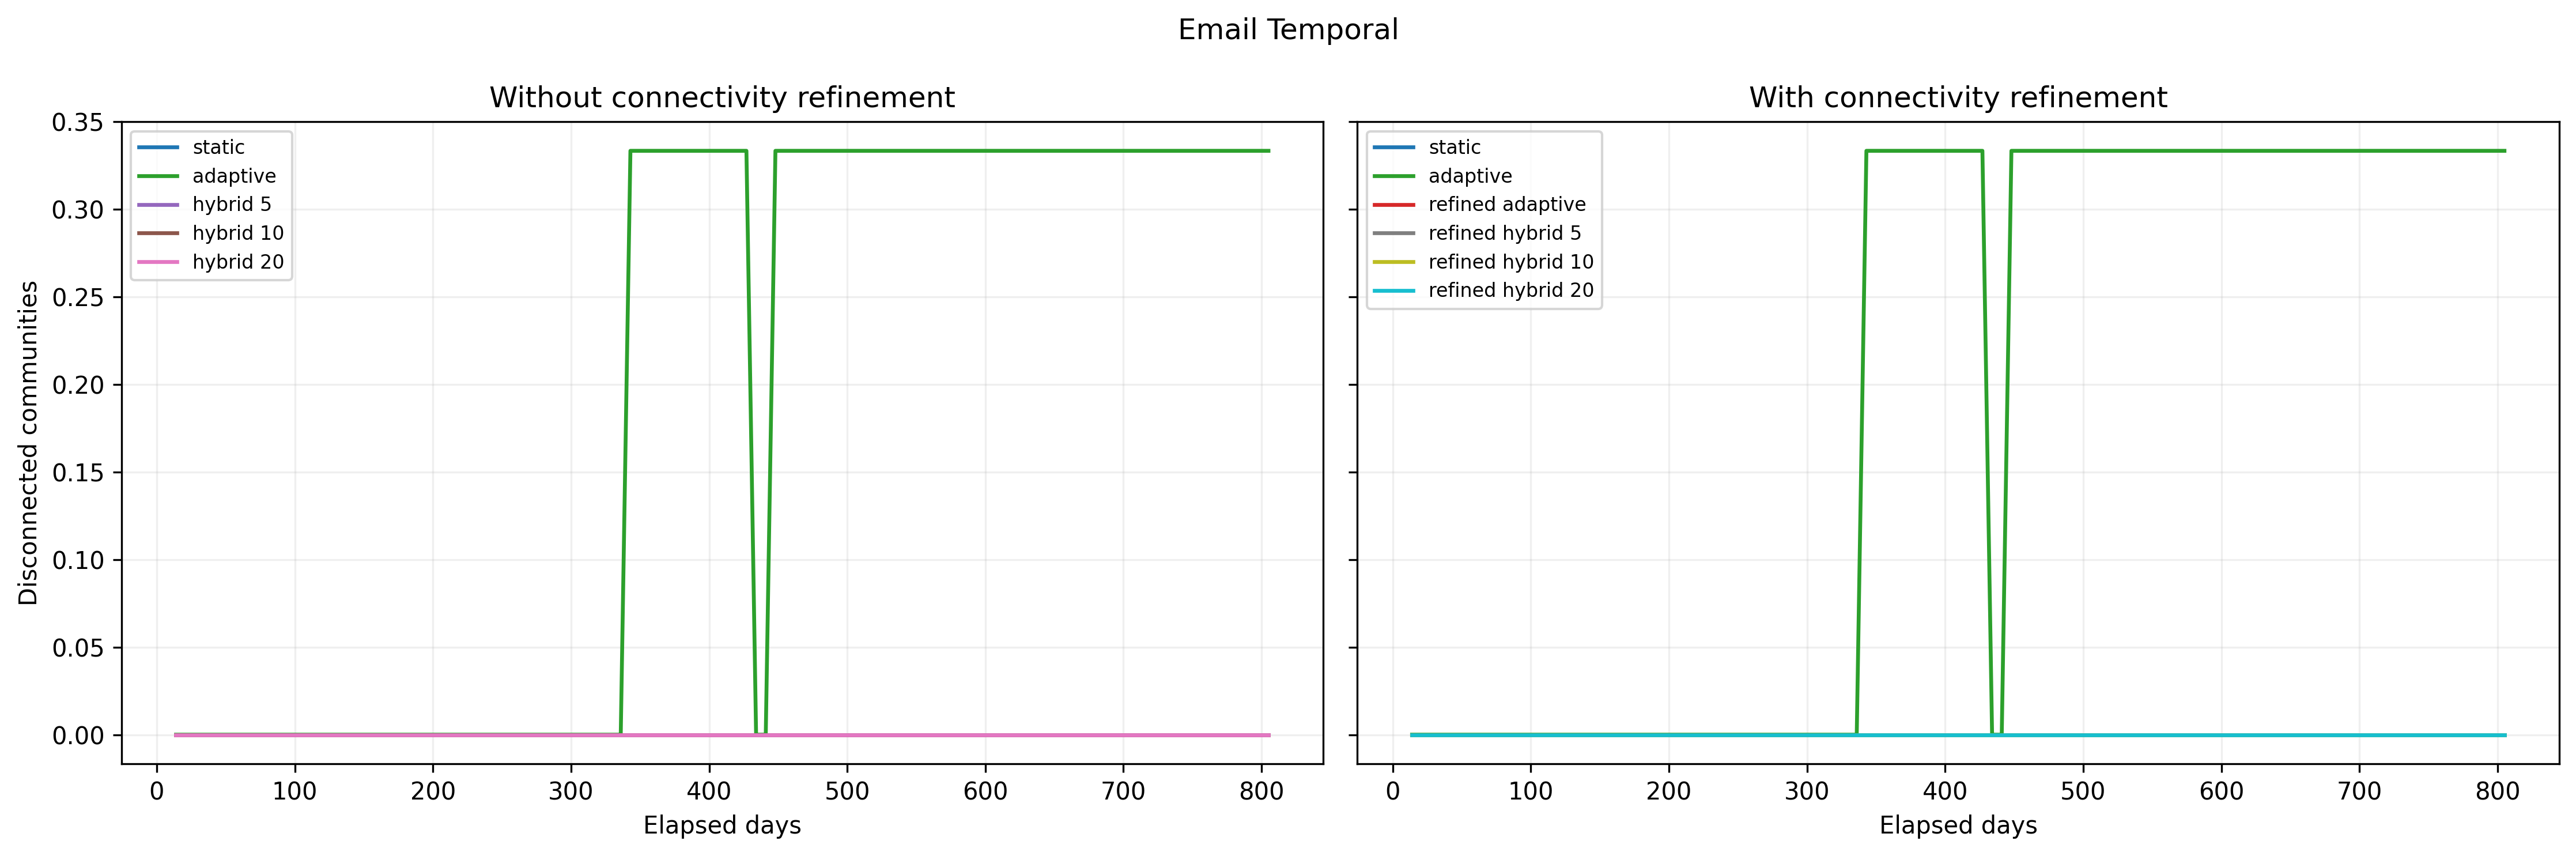 Email Temporal
Without connectivity refinement
Disconnected communities
0.35
0.30
0.25
0.20
0.15
0.10
0.05
0.00
static
adaptive
hybrid 5
hybrid 10
hybrid 20
0 100 200 300 400 500 600 700 800
Elapsed days
With connectivity refinement
static
adaptive
refined adaptive
refined hybrid 5
refined hybrid 10
refined hybrid 20
0 100 200 300 400 500 600 700 800
Elapsed days